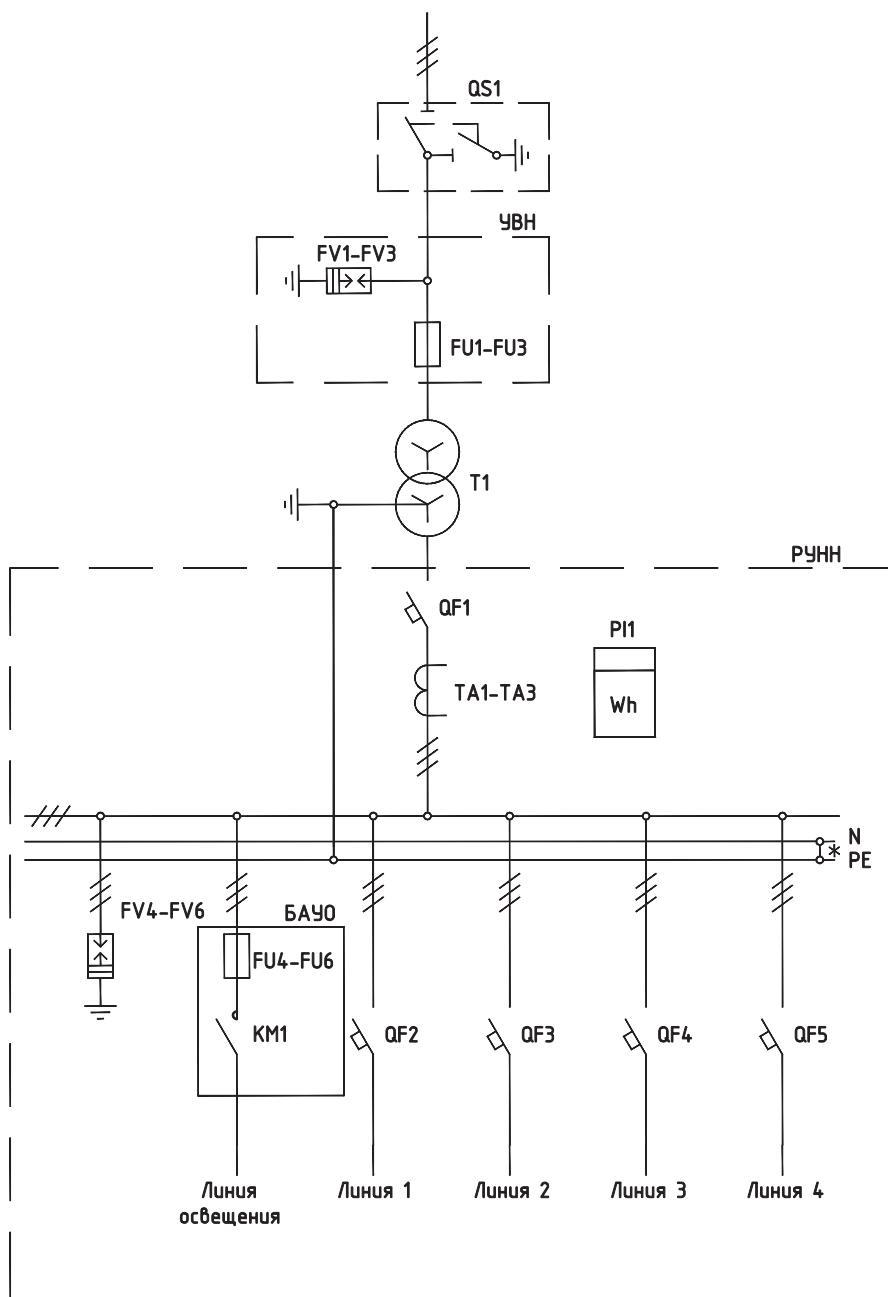 QS1
УВН
FV1-FV3
FU1-FU3
T1
РУНН
QF1
PI1
TA1-TA3
Wh
N
* PE
FV4-FV6
БАУО
FU4-FU6
KM1
QF2
QF3
QF4
QF5
Линия
освещения
Линия 1
Линия 2
Линия 3
Линия 4